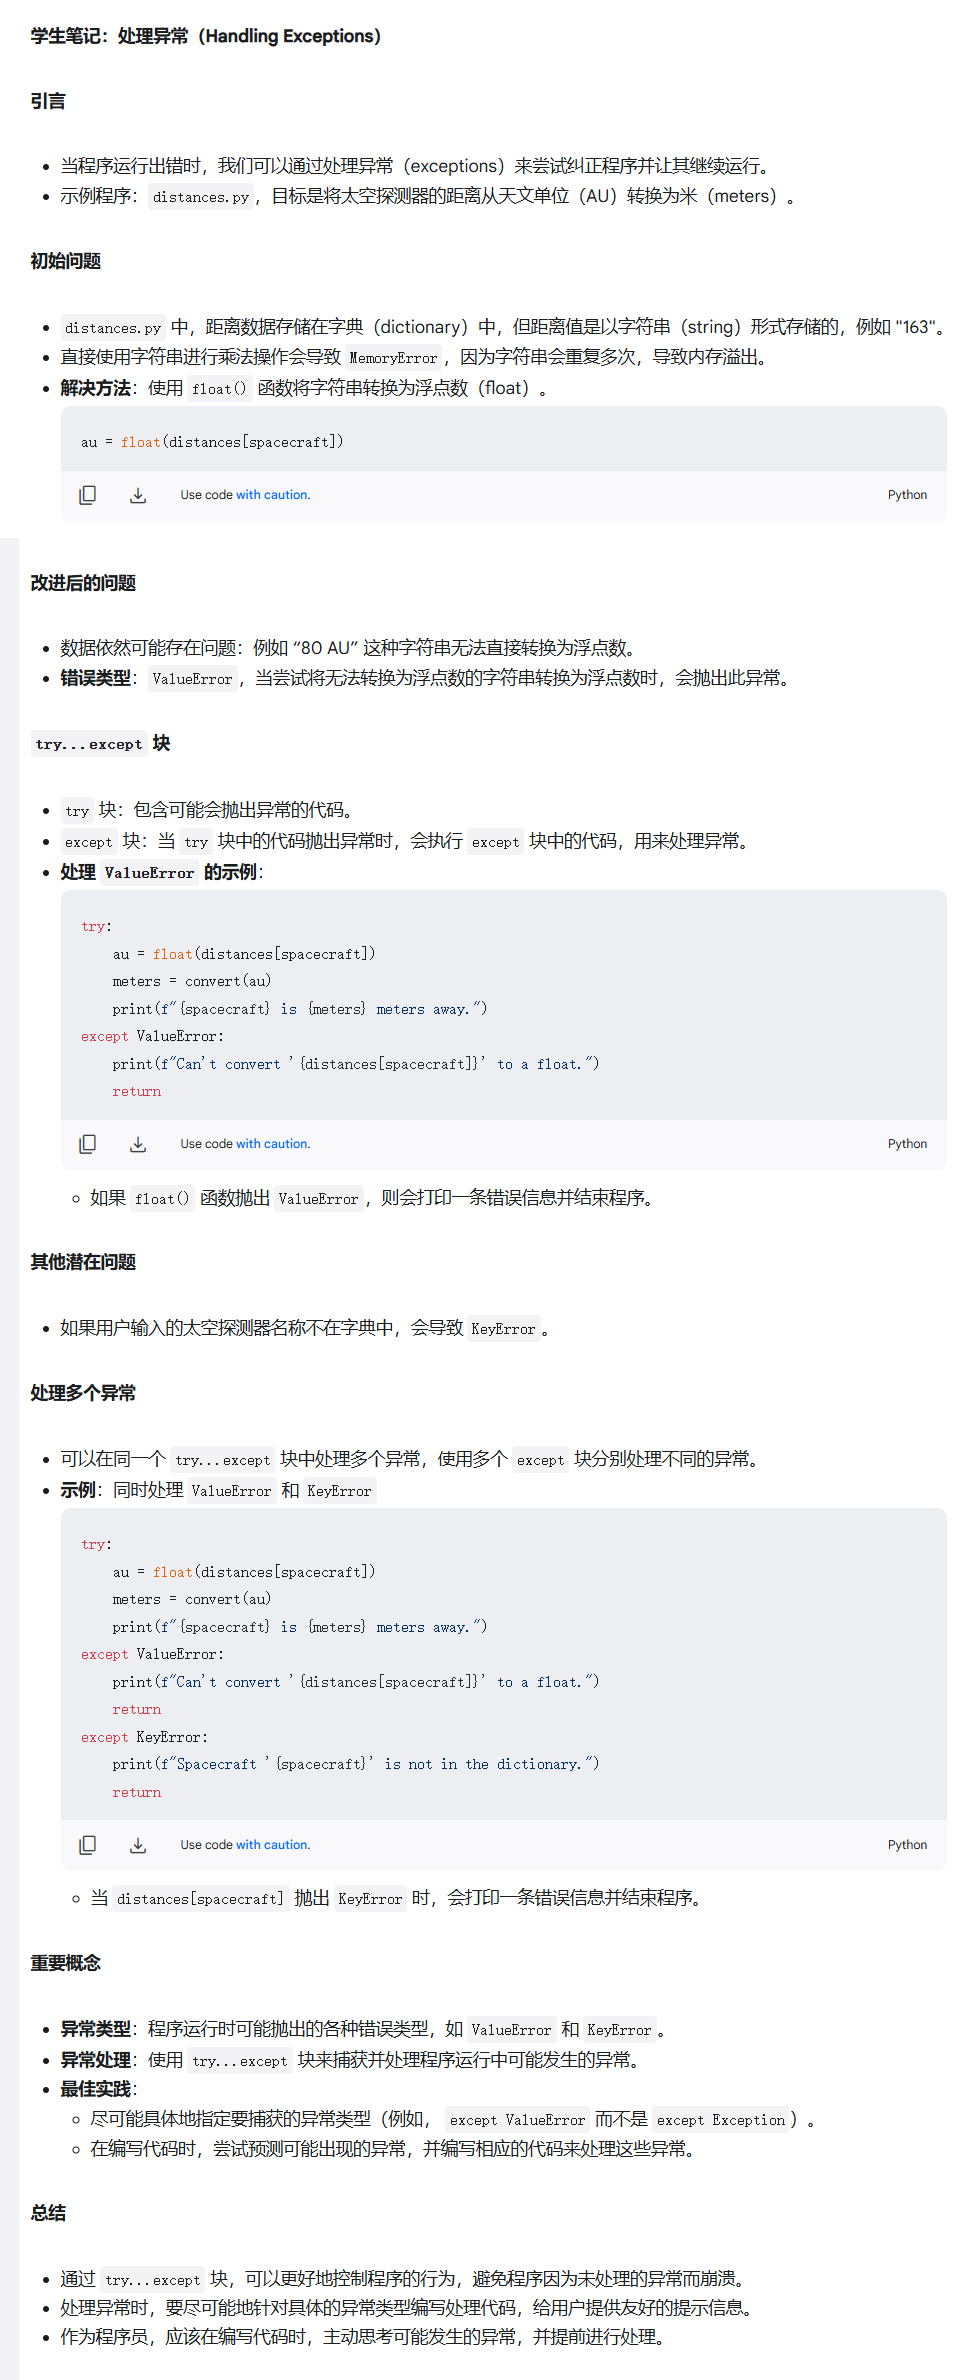 学生笔记：处理异常（Handling Exceptions）
引言
当程序运行出错时，我们可以通过处理异常（exceptions）来尝试纠正程序并让其继续运行。
示例程序：distances.py，目标是将太空探测器的距离从天文单位（AU）转换为米（meters）。
初始问题
distances.py 中，距离数据存储在字典（dictionary）中，但距离值是以字符串（string）形式存储的，例如 "163"。
直接使用字符串进行乘法操作会导致 MemoryError，因为字符串会重复多次，导致内存溢出。
解决方法：使用 float() 函数将字符串转换为浮点数（float）。
au = float(distances[spacecraft])
Use code with caution. Python
改进后的问题
数据依然可能存在问题：例如 “80 AU” 这种字符串无法直接转换为浮点数。
错误类型：ValueError，当尝试将无法转换为浮点数的字符串转换为浮点数时，会抛出此异常。
try...except 块
try 块：包含可能会抛出异常的代码。
except 块：当 try 块中的代码抛出异常时，会执行 except 块中的代码，用来处理异常。
处理 ValueError 的示例：
try:
    au = float(distances[spacecraft])
    meters = convert(au)
    print(f"{spacecraft} is {meters} meters away.")
except ValueError:
    print(f"Can't convert '{distances[spacecraft]}' to a float.")
    return
Use code with caution. Python
如果 float() 函数抛出 ValueError，则会打印一条错误信息并结束程序。
其他潜在问题
如果用户输入的太空探测器名称不在字典中，会导致 KeyError。
处理多个异常
可以在同一个 try...except 块中处理多个异常，使用多个 except 块分别处理不同的异常。
示例：同时处理 ValueError 和 KeyError
try:
    au = float(distances[spacecraft])
    meters = convert(au)
    print(f"{spacecraft} is {meters} meters away.")
except ValueError:
    print(f"Can't convert '{distances[spacecraft]}' to a float.")
    return
except KeyError:
    print(f"Spacecraft '{spacecraft}' is not in the dictionary.")
    return
Use code with caution. Python
当 distances[spacecraft] 抛出 KeyError 时，会打印一条错误信息并结束程序。
重要概念
异常类型：程序运行时可能抛出的各种错误类型，如 ValueError 和 KeyError。
异常处理：使用 try...except 块来捕获并处理程序运行中可能发生的异常。
最佳实践：
尽可能具体地指定要捕获的异常类型（例如， except ValueError 而不是 except Exception）。
在编写代码时，尝试预测可能出现的异常，并编写相应的代码来处理这些异常。
总结
通过 try...except 块，可以更好地控制程序的行为，避免程序因为未处理的异常而崩溃。
处理异常时，要尽可能地针对具体的异常类型编写处理代码，给用户提供友好的提示信息。
作为程序员，应该在编写代码时，主动思考可能发生的异常，并提前进行处理。